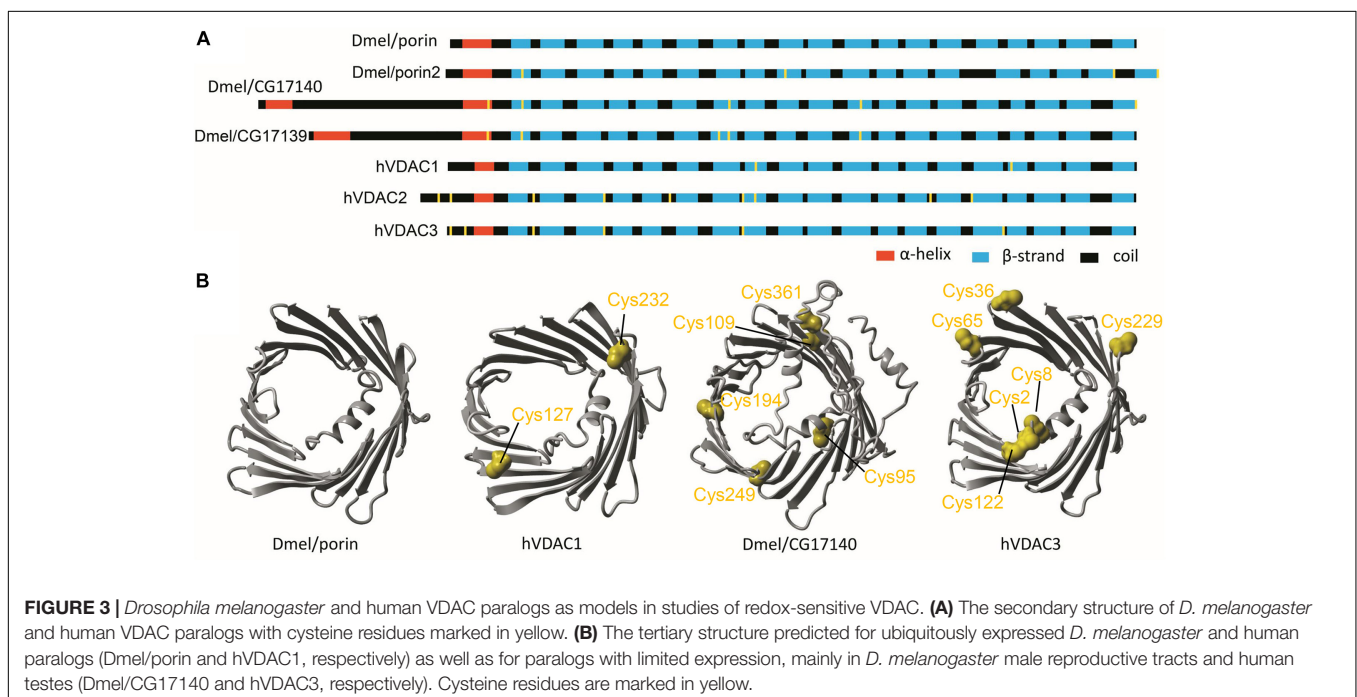 A
Dmel/porin
Dmel/porin2
Dmel/CG17140
Dmel/CG17139
hVDAC1
hVDAC2
hVDAC3
α-helix β-strand coil
B
Cys232
Cys127
Cys361
Cys109
Cys194
Cys249
Cys95
Cys36
Cys65
Cys229
Cys8
Cys2
Cys122
Dmel/porin hVDAC1 Dmel/CG17140 hVDAC3
FIGURE 3 | Drosophila melanogaster and human VDAC paralogs as models in studies of redox-sensitive VDAC. (A) The secondary structure of D. melanogaster
and human VDAC paralogs with cysteine residues marked in yellow. (B) The tertiary structure predicted for ubiquitously expressed D. melanogaster and human
paralogs (Dmel/porin and hVDAC1, respectively) as well as for paralogs with limited expression, mainly in D. melanogaster male reproductive tracts and human
testes (Dmel/CG17140 and hVDAC3, respectively). Cysteine residues are marked in yellow.